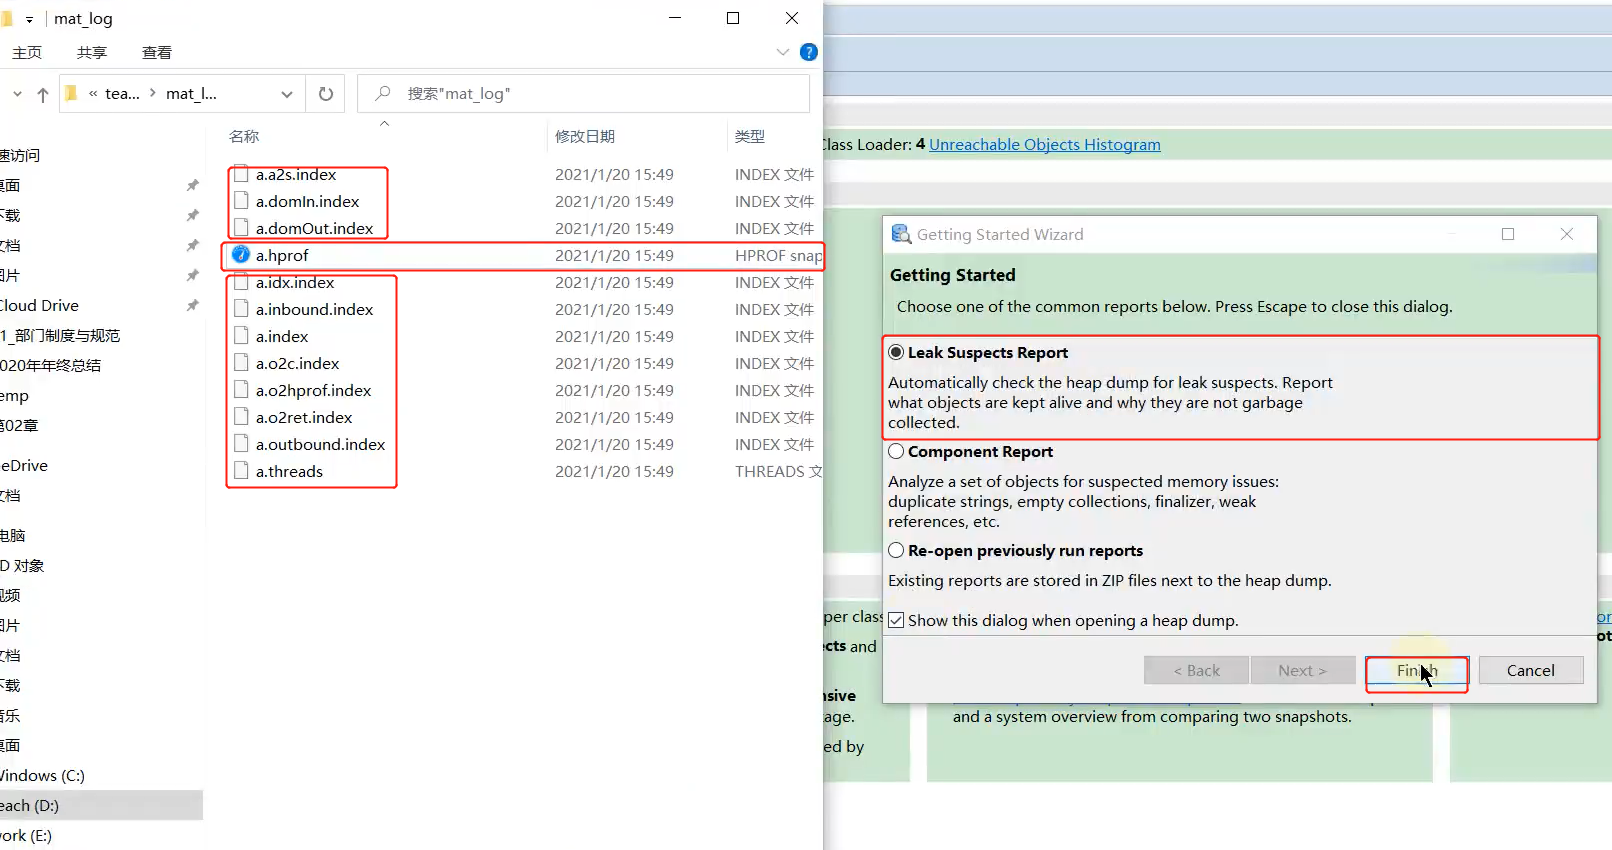 mat_log
主页 共享 查看
« tea... > mat_l...
搜索"mat_log"
名称 修改日期 类型
a.a2s.index 2021/1/20 15:49 INDEX 文件
a.domIn.index 2021/1/20 15:49 INDEX 文件
a.domOut.index 2021/1/20 15:49 INDEX 文件
a.hprof 2021/1/20 15:49 HPROF snap
a.idx.index 2021/1/20 15:49 INDEX 文件
a.inbound.index 2021/1/20 15:49 INDEX 文件
a.index 2021/1/20 15:49 INDEX 文件
a.o2c.index 2021/1/20 15:49 INDEX 文件
a.o2hprof.index 2021/1/20 15:49 INDEX 文件
a.o2ret.index 2021/1/20 15:49 INDEX 文件
a.outbound.index 2021/1/20 15:49 INDEX 文件
a.threads 2021/1/20 15:49 THREADS 文
速访问
桌面
下载
文档
图片
Cloud Drive
1_部门制度与规范
020年年终总结
emp
第02章
eDrive
文档
电脑
D 对象
视频
图片
文档
下载
音乐
桌面
Windows (C:)
each (D:)
ork (E:)
Class Loader: 4 Unreachable Objects Histogram
Getting Started Wizard
Getting Started
Choose one of the common reports below. Press Escape to close this dialog.
Leak Suspects Report
Automatically check the heap dump for leak suspects. Report
what objects are kept alive and why they are not garbage
collected.
Component Report
Analyze a set of objects for suspected memory issues:
duplicate strings, empty collections, finalizer, weak
references, etc.
Re-open previously run reports
Existing reports are stored in ZIP files next to the heap dump.
Show this dialog when opening a heap dump.
< Back Next > Finish Cancel
per class
cts and
nsive
age.
ed by
and a system overview from comparing two snapshots.